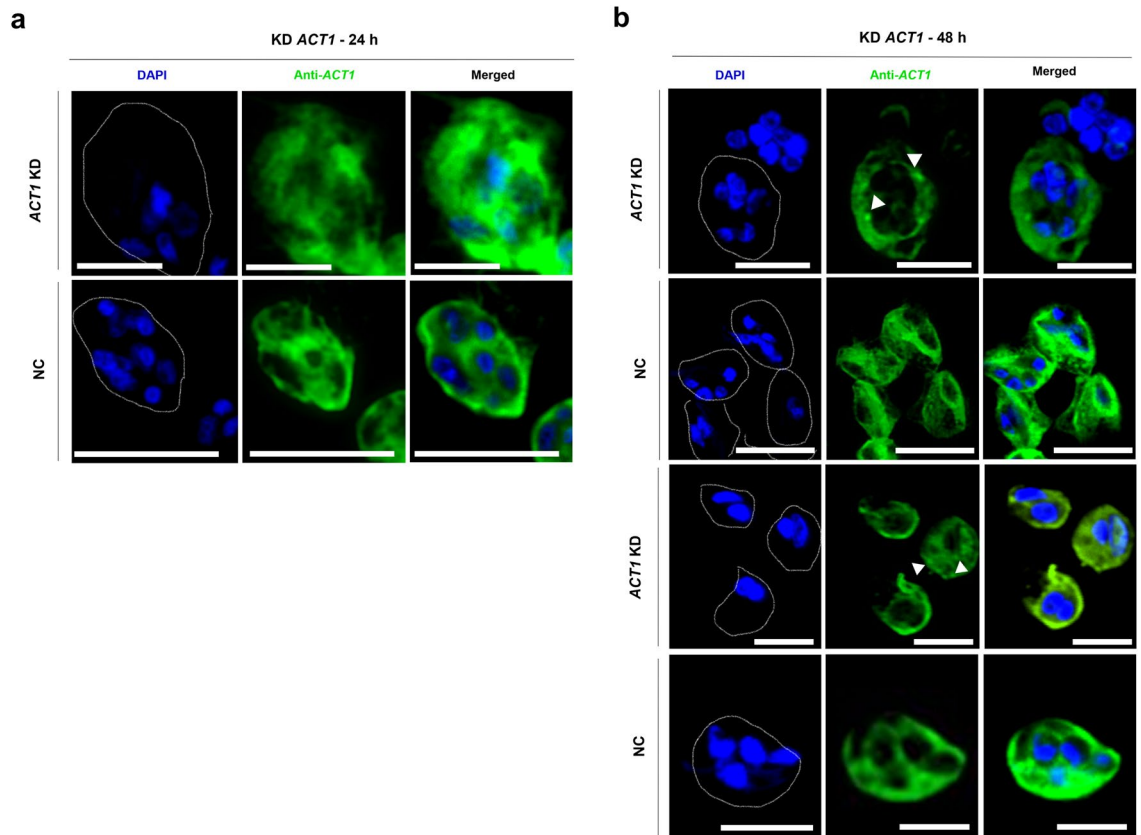 a
KD ACT1 - 24 h
DAPI Anti-ACT1 Merged
ACT1 KD
NC
b
KD ACT1 - 48 h
DAPI Anti-ACT1 Merged
ACT1 KD
NC
ACT1 KD
NC